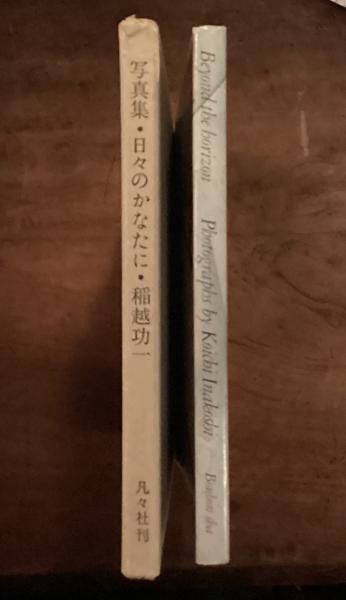 写真集・日々のかなたに・稲越功一
凡々社刊
Beyond the horizon
Photographs by Koichi Inakoshi
Bonbon sha